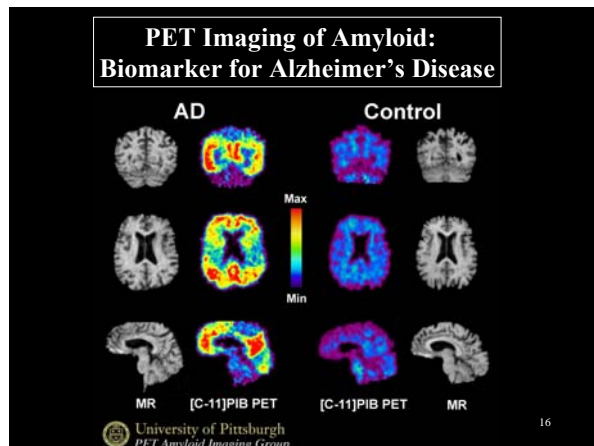 PET Imaging of Amyloid:
Biomarker for Alzheimer's Disease
AD
Control
Max
Min
MR
[C-11]PIB PET
[C-11]PIB PET
MR
University of Pittsburgh
PET Amyloid Imaging Group
16